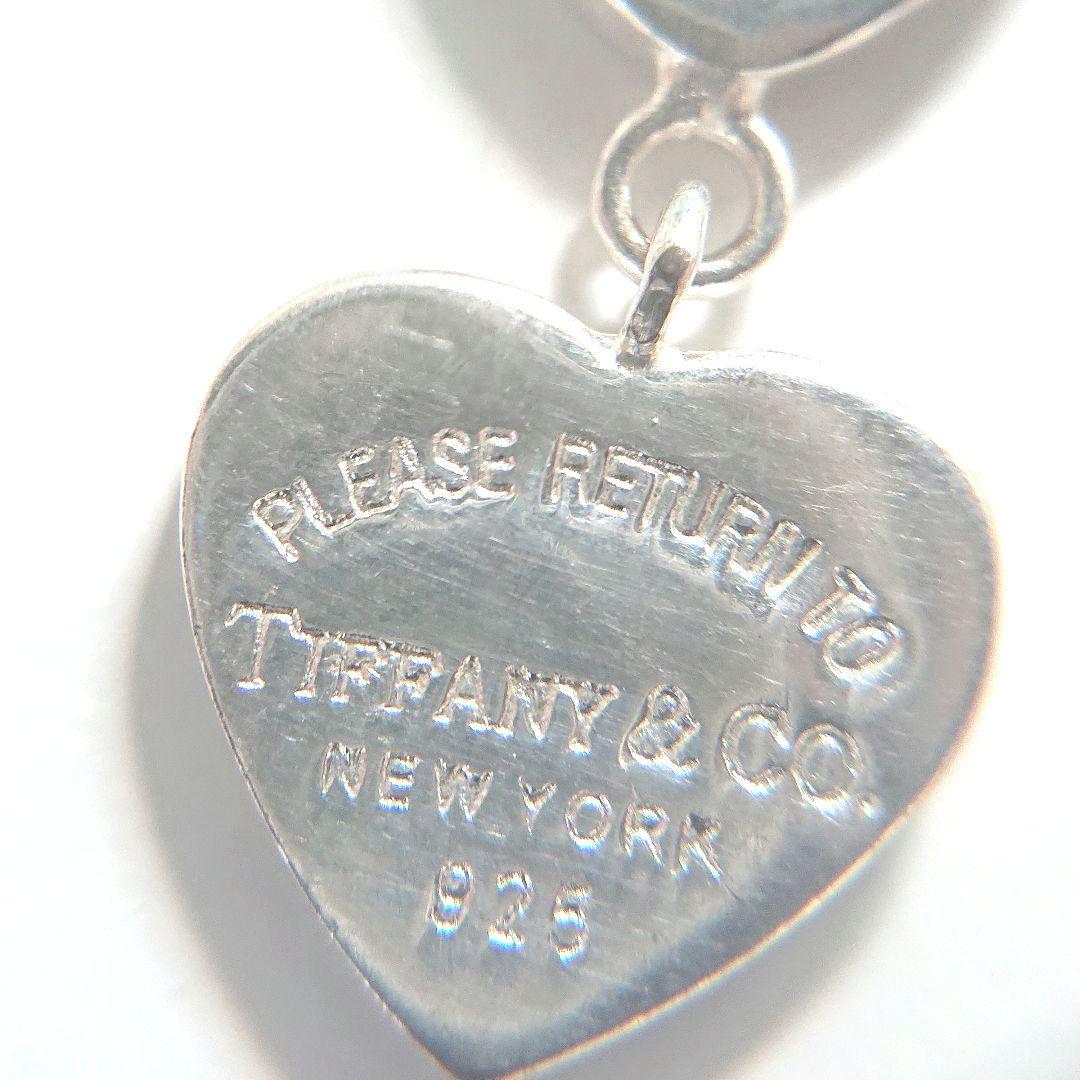 PLEASE RETURN TO
TIFFANY & CO.
NEW YORK
925